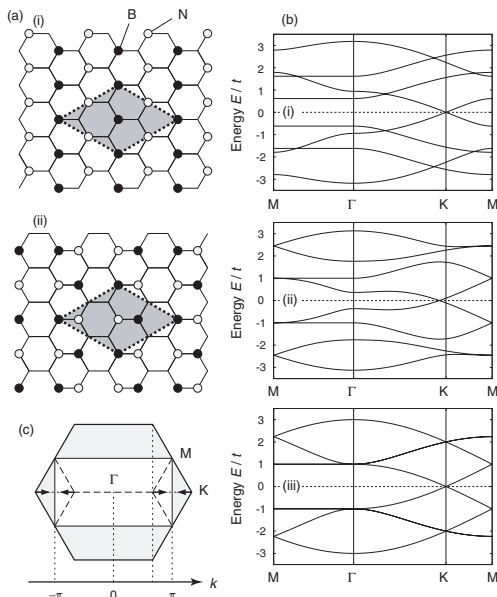 (a)
(i)
B
N
(ii)
(c)
Γ
M
K
−π
0
π
k
(b)
Energy E / t
3
2
1
0
-1
-2
-3
(i)
M
Γ
K
M
Energy E / t
3
2
1
0
-1
-2
-3
(ii)
M
Γ
K
M
Energy E / t
3
2
1
0
-1
-2
-3
(iii)
M
Γ
K
M